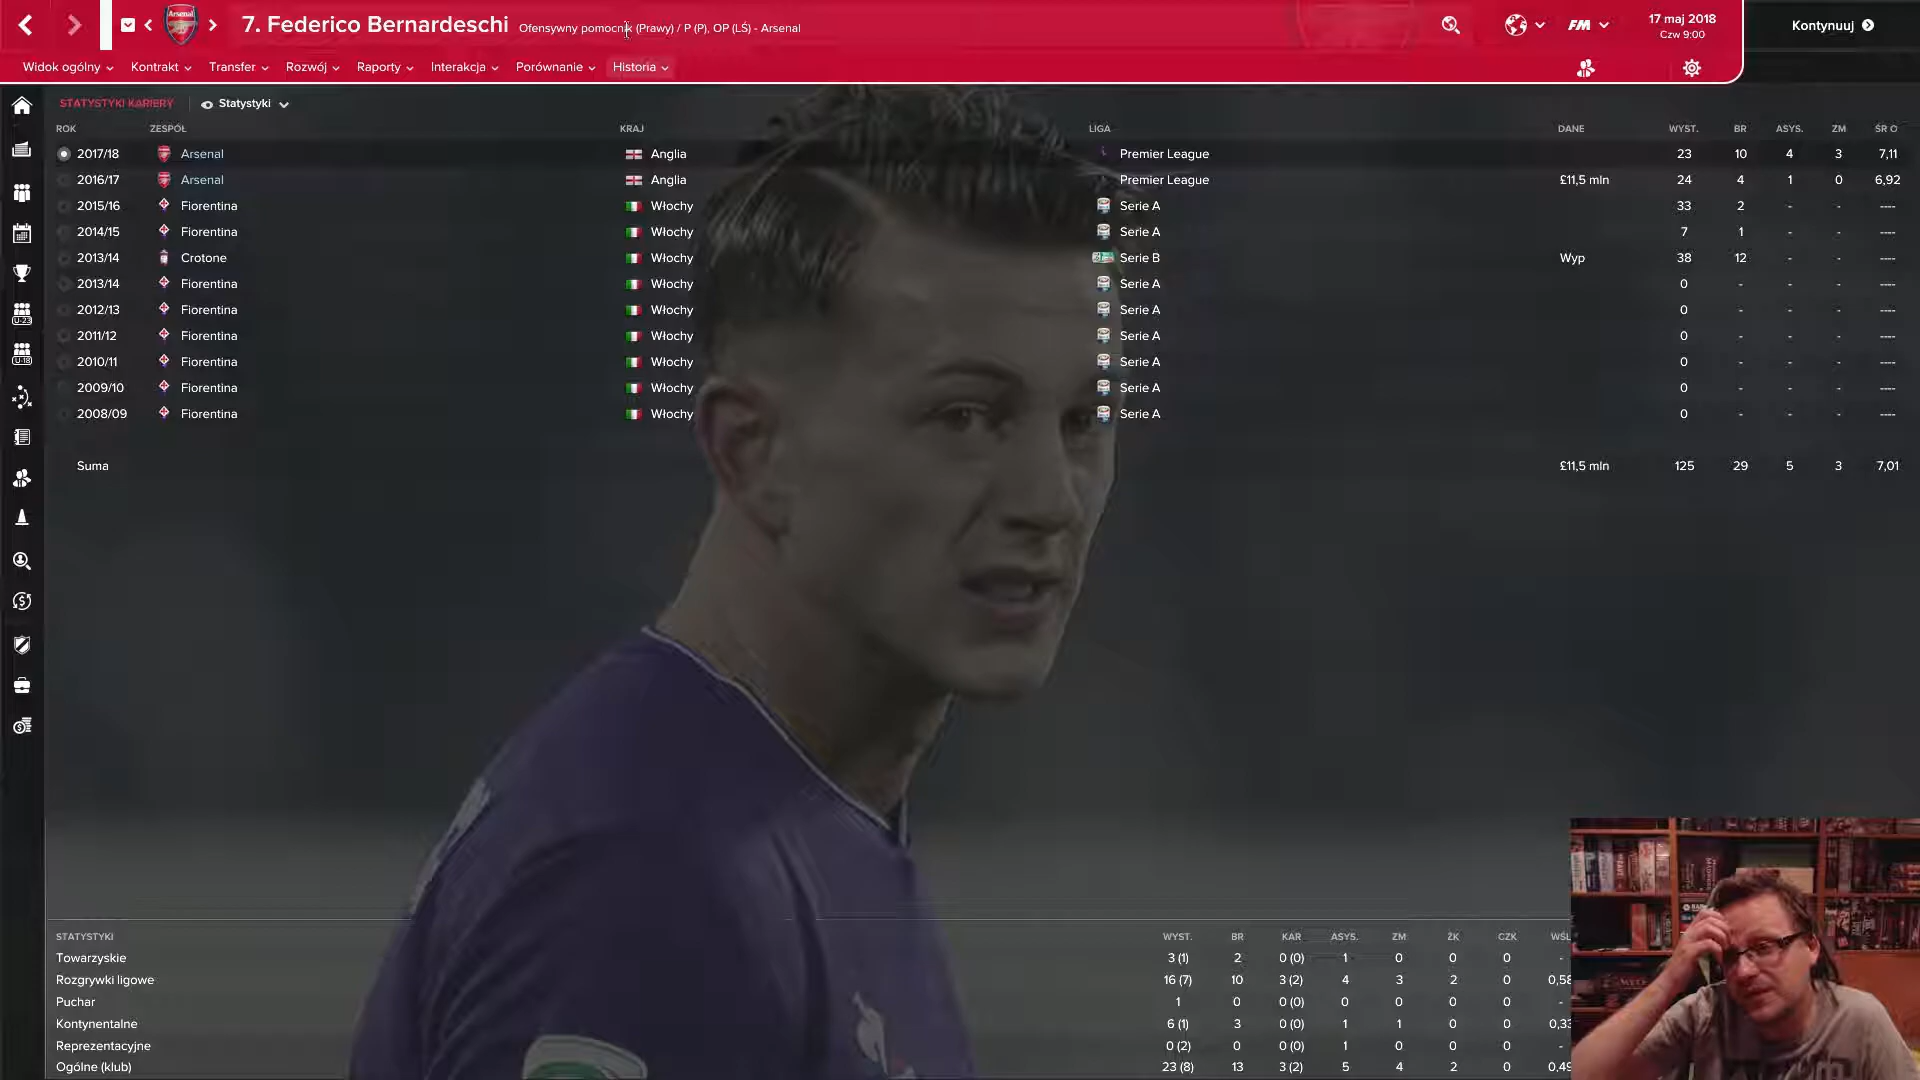 7. Federico Bernardeschi Ofensywny pomocnik (Prawy) / P (P), OP (LŚ) - Arsenal
FM
17 maj 2018
Czw 9:00
Kontynuuj
Widok ogólny Kontrakt Transfer Rozwój Raporty Interakcja Porównanie Historia
STATYSTYKI KARIERY Statystyki
ROK ZESPÓŁ KRAJ LIGA DANE WYST. BR ASYS. ZM ŚR O
2017/18 Arsenal Anglia Premier League 23 10 4 3 7,11
2016/17 Arsenal Anglia Premier League £11,5 mln 24 4 1 0 6,92
2015/16 Fiorentina Włochy Serie A 33 2 - - ----
2014/15 Fiorentina Włochy Serie A 7 1 - - ----
2013/14 Crotone Włochy Serie B Wyp 38 12 - - ----
2013/14 Fiorentina Włochy Serie A 0 - - - ----
2012/13 Fiorentina Włochy Serie A 0 - - - ----
2011/12 Fiorentina Włochy Serie A 0 - - - ----
2010/11 Fiorentina Włochy Serie A 0 - - - ----
2009/10 Fiorentina Włochy Serie A 0 - - - ----
2008/09 Fiorentina Włochy Serie A 0 - - - ----
Suma £11,5 mln 125 29 5 3 7,01
U-23
U-18
STATYSTYKI WYST. BR KAR ASYS. ZM ŻK CZK WŚL
Towarzyskie 3 (1) 2 0 (0) 1 0 0 0 -
Rozgrywki ligowe 16 (7) 10 3 (2) 4 3 2 0 0,58
Puchar 1 0 0 (0) 0 0 0 0 -
Kontynentalne 6 (1) 3 0 (0) 1 1 0 0 0,33
Reprezentacyjne 0 (2) 0 0 (0) 1 0 0 0 -
Ogólne (klub) 23 (8) 13 3 (2) 5 4 2 0 0,49